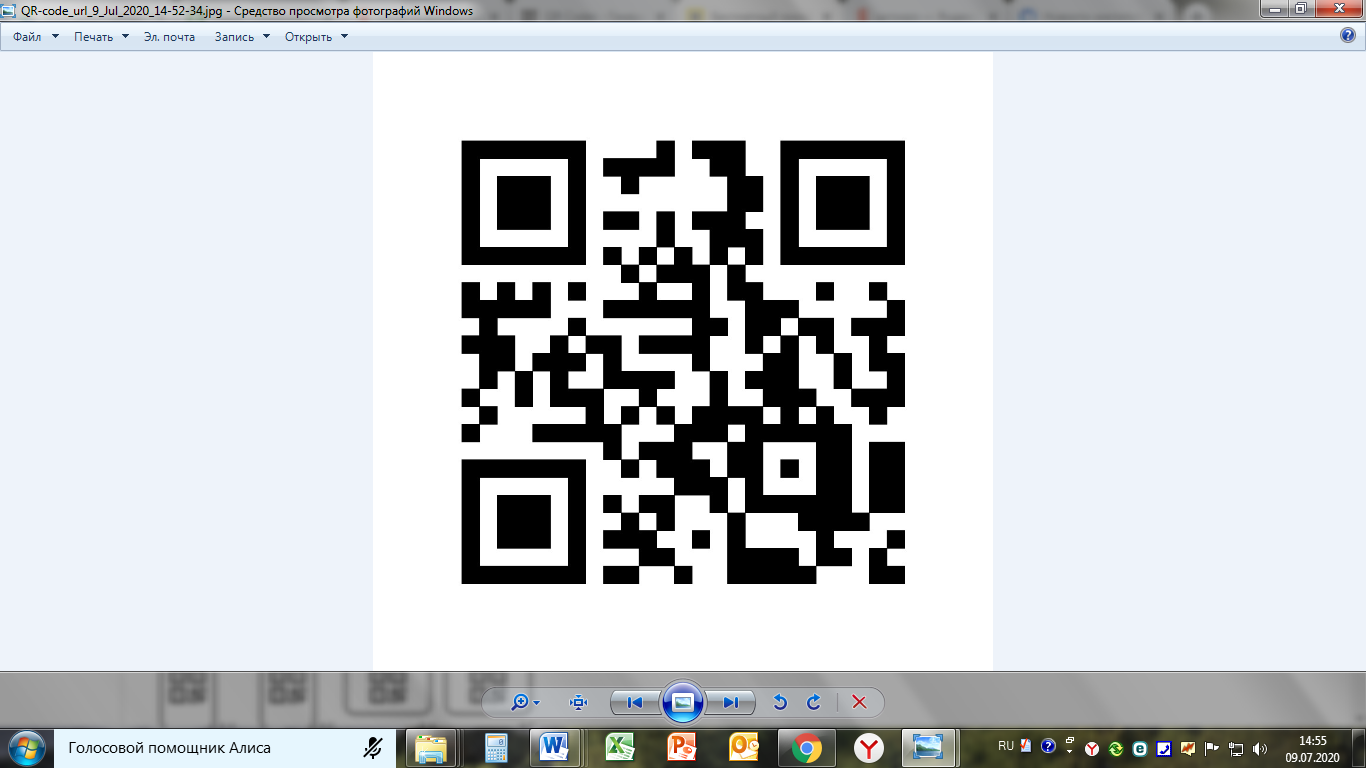 QR-code_url_9_Jul_2020_14-52-34.jpg - Средство просмотра фотографий Windows
Файл Печать Эл. почта Запись Открыть
Голосовой помощник Алиса
RU
14:55
09.07.2020